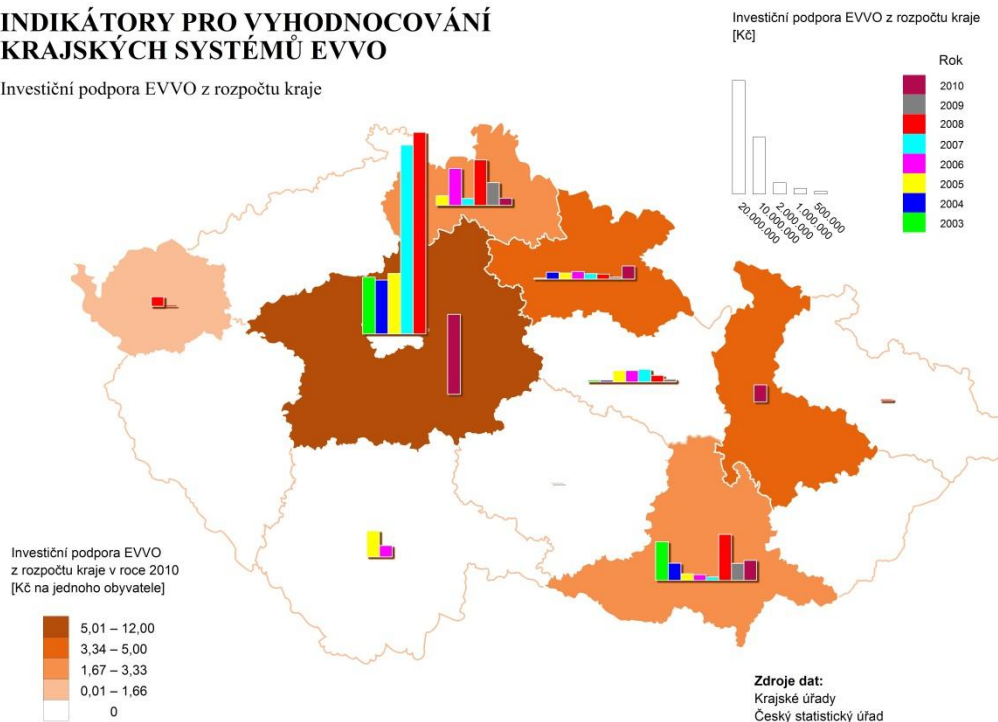 INDIKÁTORY PRO VYHODNOCOVÁNÍ
KRAJSKÝCH SYSTÉMŮ EVVO
Investiční podpora EVVO z rozpočtu kraje
Investiční podpora EVVO z rozpočtu kraje
[Kč]
Rok
2010
2009
2008
2007
2006
2005
2004
2003
20.000.000
10.000.000
2.000.000
1.000.000
500.000
Investiční podpora EVVO
z rozpočtu kraje v roce 2010
[Kč na jednoho obyvatele]
5,01 – 12,00
3,34 – 5,00
1,67 – 3,33
0,01 – 1,66
0
Zdroje dat:
Krajské úřady
Český statistický úřad